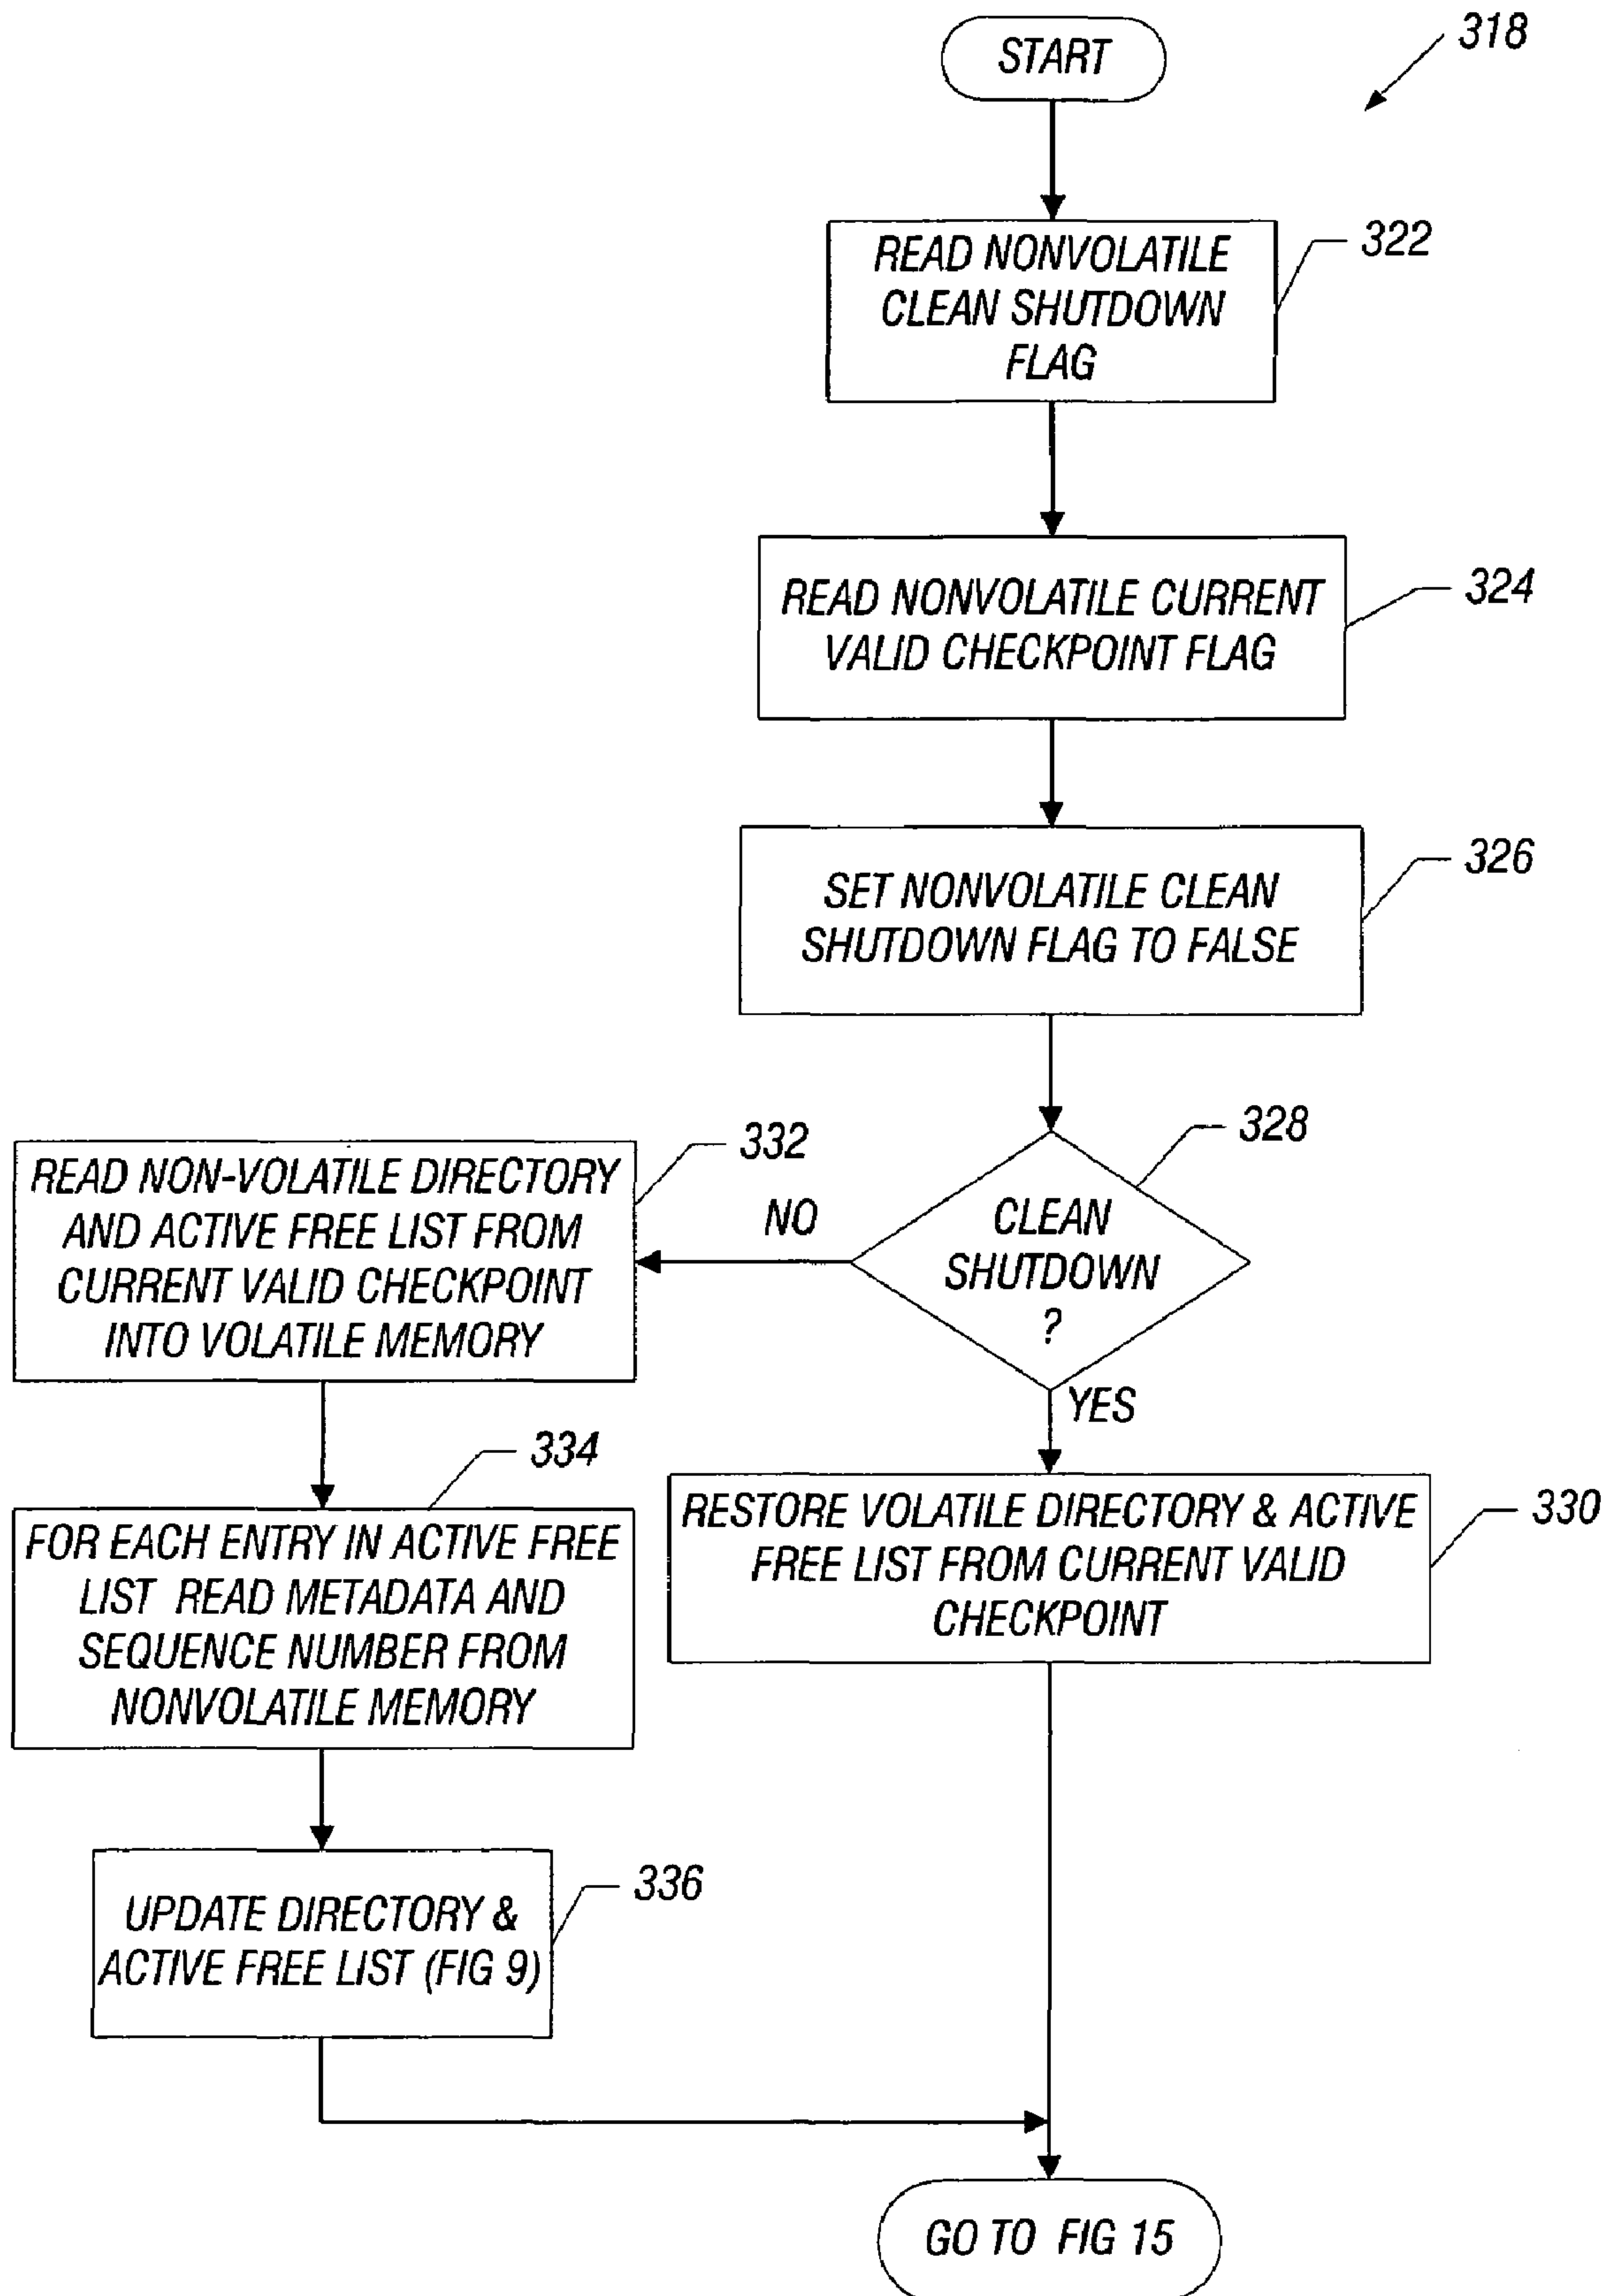 START
318
READ NONVOLATILE
CLEAN SHUTDOWN
FLAG
322
READ NONVOLATILE CURRENT
VALID CHECKPOINT FLAG
324
SET NONVOLATILE CLEAN
SHUTDOWN FLAG TO FALSE
326
CLEAN
SHUTDOWN
?
328
NO
YES
READ NON-VOLATILE DIRECTORY
AND ACTIVE FREE LIST FROM
CURRENT VALID CHECKPOINT
INTO VOLATILE MEMORY
332
FOR EACH ENTRY IN ACTIVE FREE
LIST READ METADATA AND
SEQUENCE NUMBER FROM
NONVOLATILE MEMORY
334
RESTORE VOLATILE DIRECTORY & ACTIVE
FREE LIST FROM CURRENT VALID
CHECKPOINT
330
UPDATE DIRECTORY &
ACTIVE FREE LIST (FIG 9)
336
GO TO FIG 15